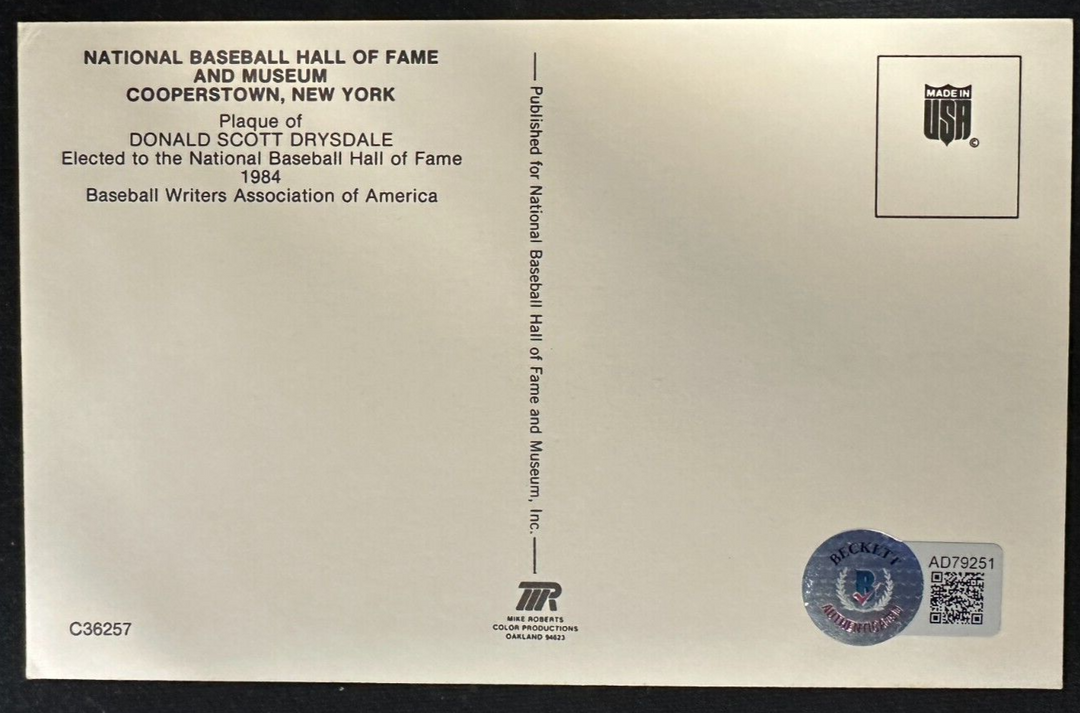 NATIONAL BASEBALL HALL OF FAME
AND MUSEUM
COOPERSTOWN, NEW YORK
Plaque of
DONALD SCOTT DRYSDALE
Elected to the National Baseball Hall of Fame
1984
Baseball Writers Association of America
Published for National Baseball Hall of Fame and Museum, Inc.
MADE IN
USA
©
BECKETT
B
AUTHENTICATION
AD79251
C36257
MR
MIKE ROBERTS
COLOR PRODUCTIONS
OAKLAND 94623